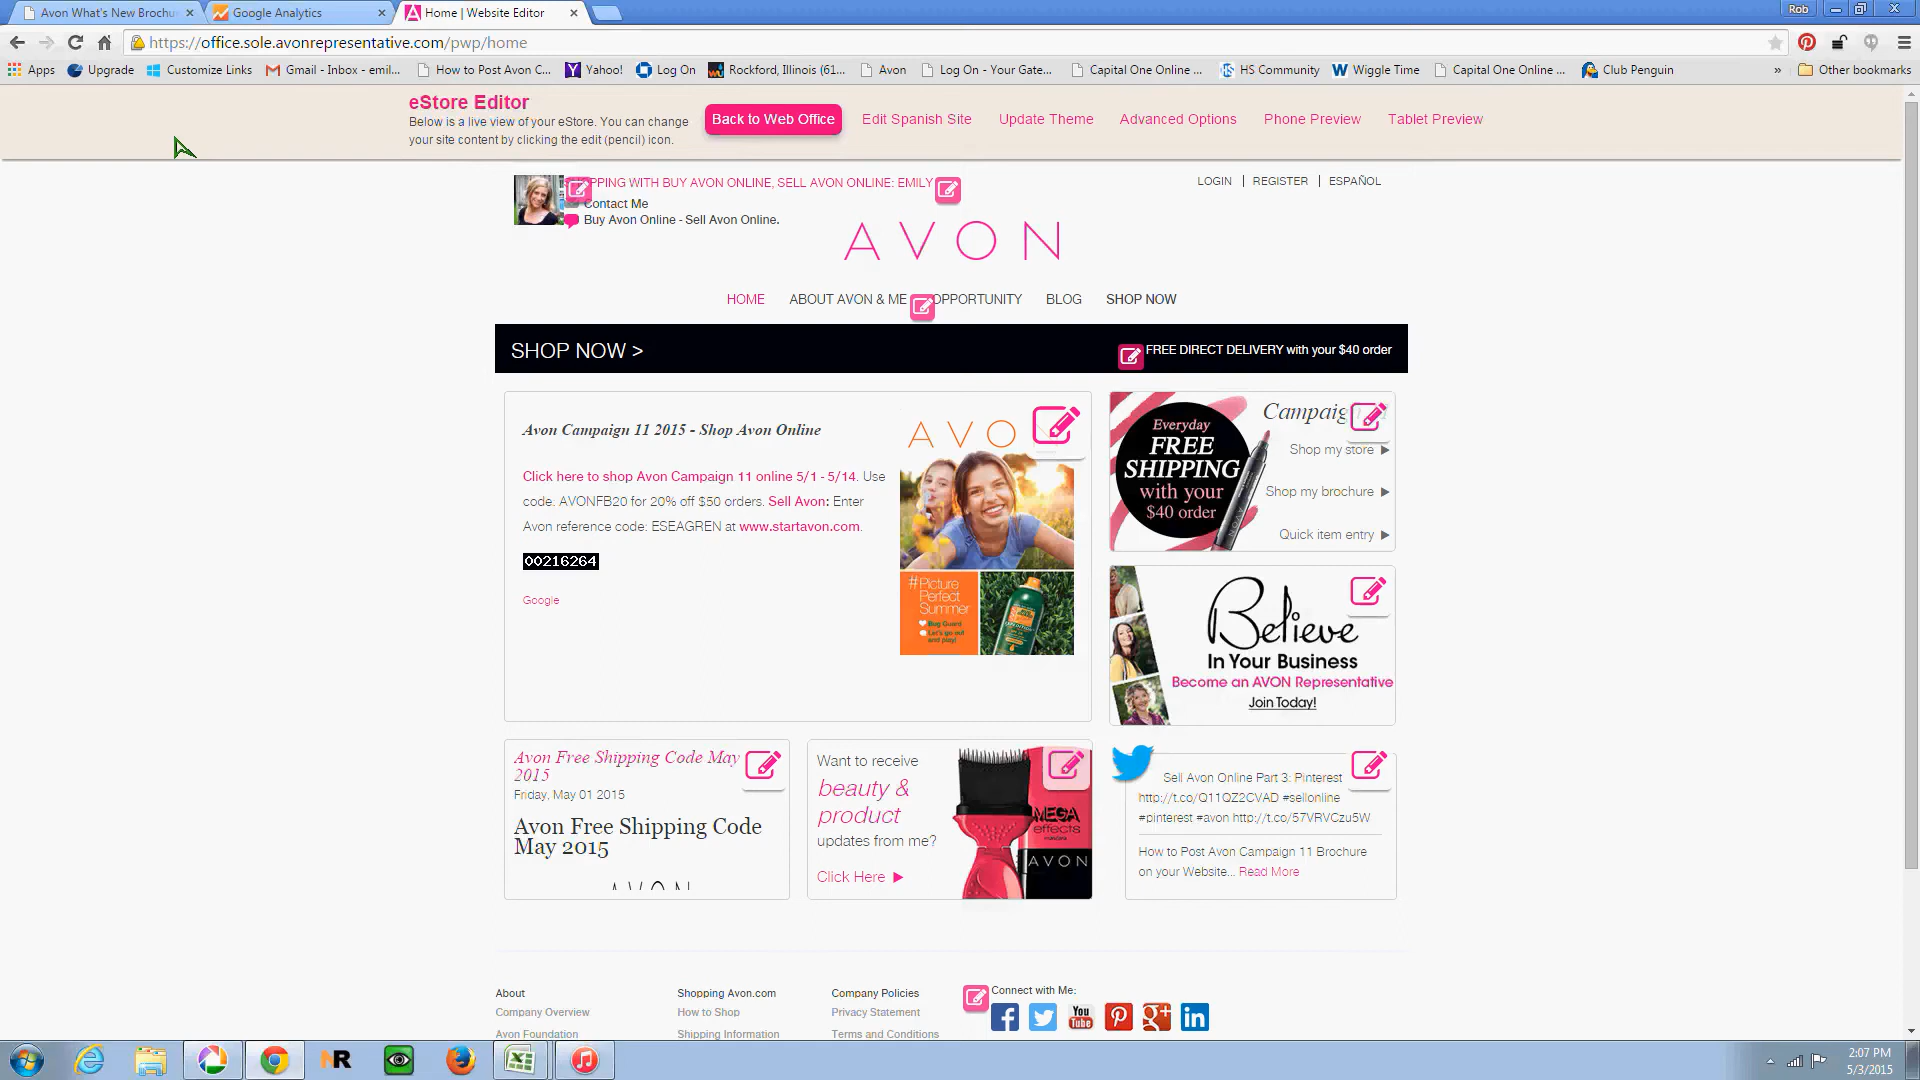 Avon What's New Brochu
Google Analytics
Home | Website Editor
Rob
https://office.sole.avonrepresentative.com/pwp/home
Apps
Upgrade
Customize Links
Gmail - Inbox - emil...
How to Post Avon C...
Yahoo!
Log On
Rockford, Illinois (61...
Avon
Log On - Your Gate...
Capital One Online ...
HS Community
Wiggle Time
Capital One Online ...
Club Penguin
»
Other bookmarks
eStore Editor
Below is a live view of your eStore. You can change
your site content by clicking the edit (pencil) icon.
Back to Web Office
Edit Spanish Site
Update Theme
Advanced Options
Phone Preview
Tablet Preview
PPING WITH BUY AVON ONLINE, SELL AVON ONLINE: EMILY
Contact Me
Buy Avon Online - Sell Avon Online.
LOGIN | REGISTER | ESPAÑOL
AVON
HOME
ABOUT AVON & ME
OPPORTUNITY
BLOG
SHOP NOW
SHOP NOW >
FREE DIRECT DELIVERY with your $40 order
Avon Campaign 11 2015 - Shop Avon Online
Click here to shop Avon Campaign 11 online 5/1 - 5/14. Use
code: AVONFB20 for 20% off $50 orders. Sell Avon: Enter
Avon reference code: ESEAGREN at www.startavon.com.
00216264
Google
AVO
#Picture
Perfect
Summer
Bug Guard
Let's go out
and play!
Everyday
FREE
SHIPPING
with your
$40 order
AVON
Campaig
Shop my store
Shop my brochure
Quick item entry
Believe
In Your Business
Become an AVON Representative
Join Today!
Avon Free Shipping Code May
2015
Friday, May 01 2015
Avon Free Shipping Code
May 2015
AVON
Want to receive
beauty &
product
updates from me?
Click Here
MEGA
effects
mascara
AVON
Sell Avon Online Part 3: Pinterest
http://t.co/Q11QZ2CVAD #sellonline
#pinterest #avon http://t.co/57VRVCzu5W
How to Post Avon Campaign 11 Brochure
on your Website... Read More
About
Company Overview
Avon Foundation
Shopping Avon.com
How to Shop
Shipping Information
Company Policies
Privacy Statement
Terms and Conditions
Connect with Me:
You
Tube
NR
2:07 PM
5/3/2015